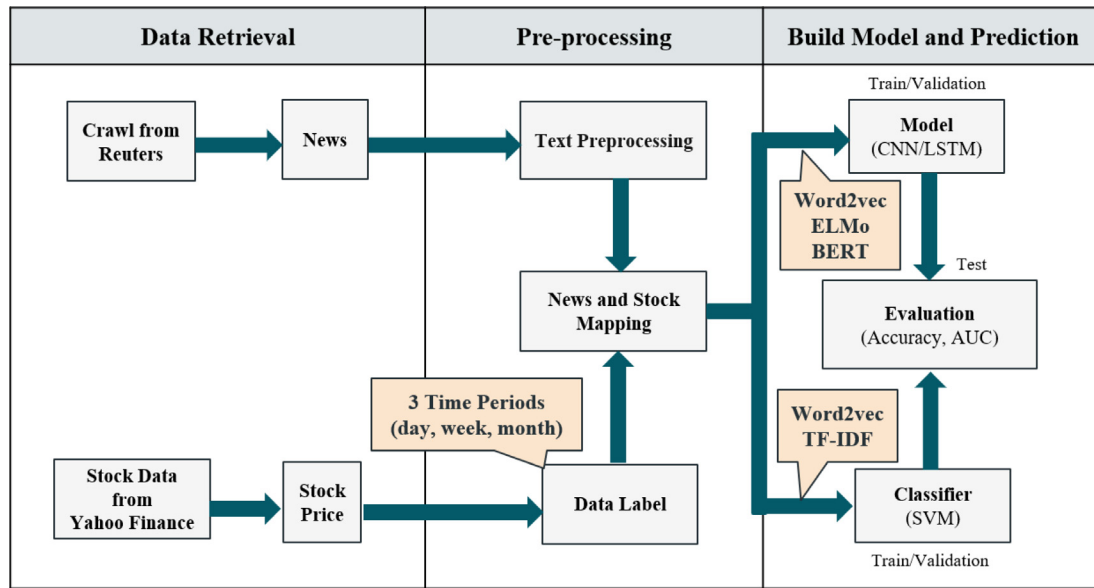 Data Retrieval
Pre-processing
Build Model and Prediction
Crawl from
Reuters
News
Text Preprocessing
Train/Validation
Model
(CNN/LSTM)
Word2vec
ELMo
BERT
Test
News and Stock
Mapping
Evaluation
(Accuracy, AUC)
3 Time Periods
(day, week, month)
Word2vec
TF-IDF
Stock Data
from
Yahoo Finance
Stock
Price
Data Label
Classifier
(SVM)
Train/Validation